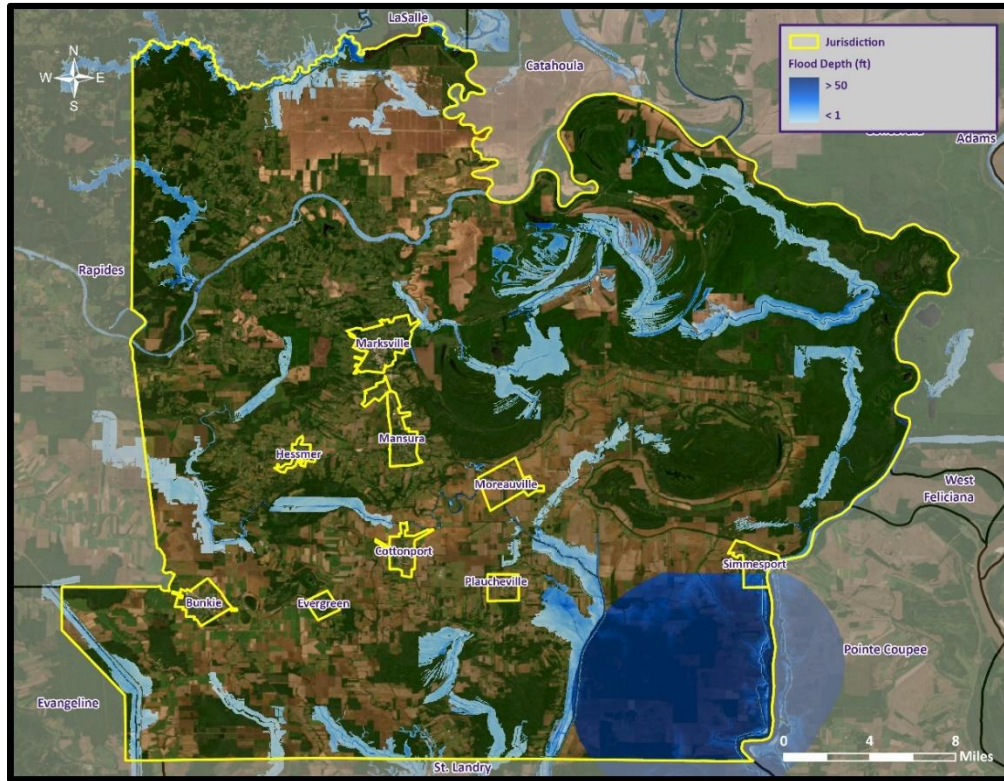 LaSalle
N
W E
S
Catahoula
Jurisdiction
Flood Depth (ft)
> 50
< 1
Adams
Rapides
Marksville
Mansura
Hessmer
Moreauville
West
Feliciana
Cottonport
Simmesport
Plaucheville
Bunkie
Evergreen
Pointe Coupee
Evangeline
St. Landry
0 4 8
Miles